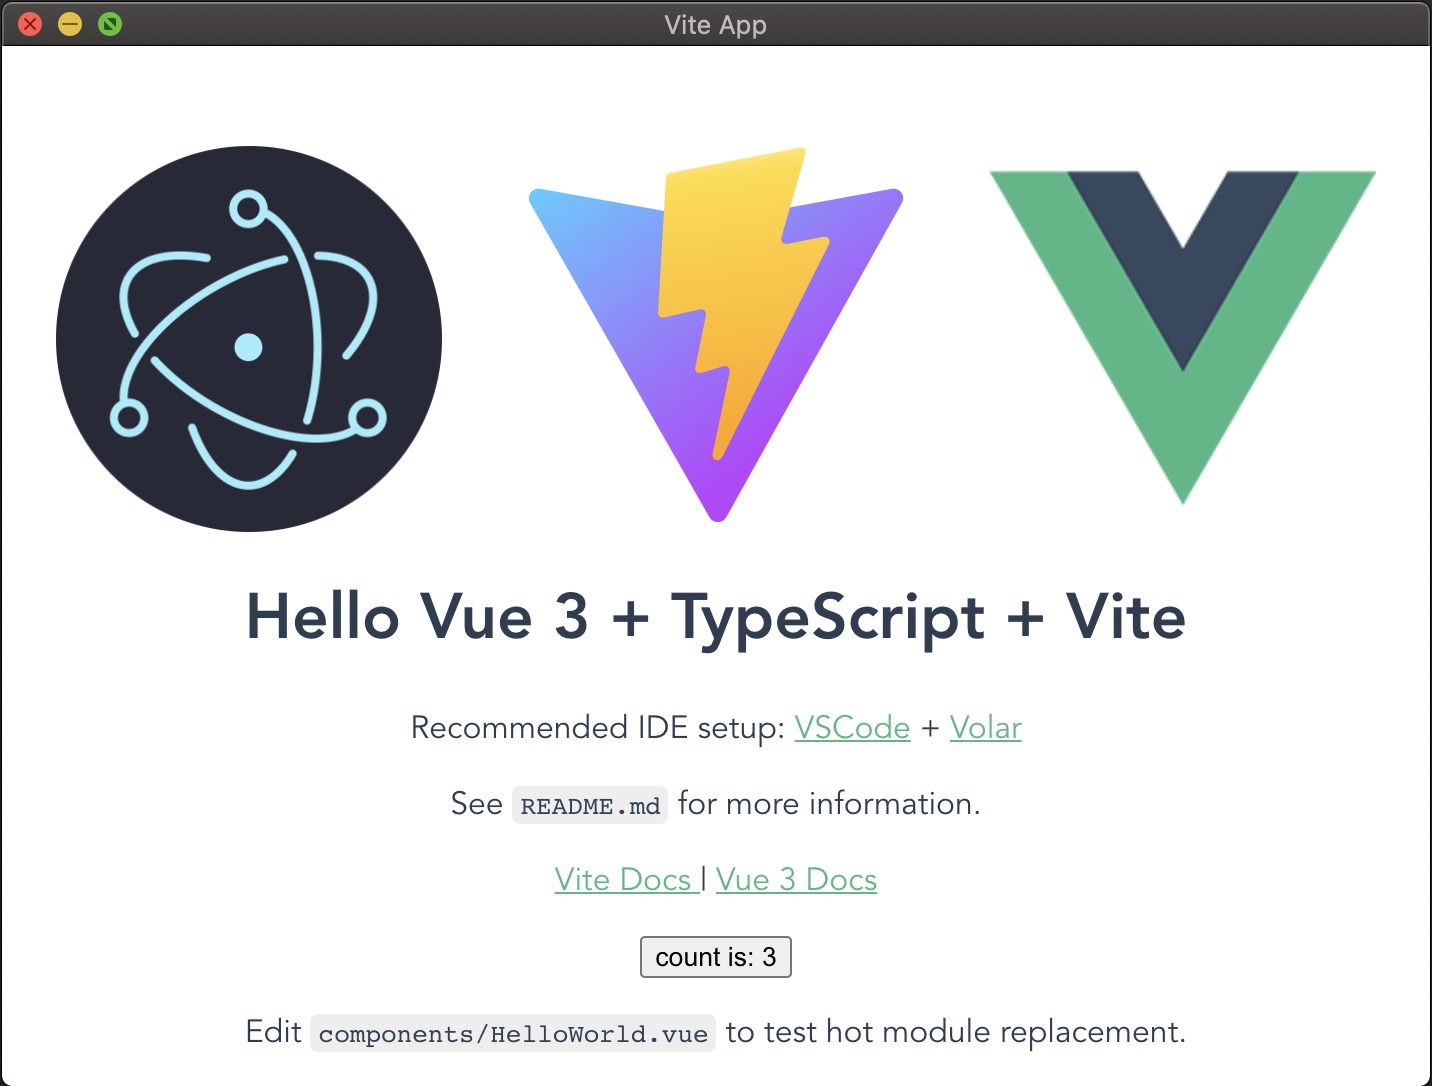 Vite App
Hello Vue 3 + TypeScript + Vite
Recommended IDE setup: VSCode + Volar
See README.md for more information.
Vite Docs | Vue 3 Docs
count is: 3
Edit components/HelloWorld.vue to test hot module replacement.